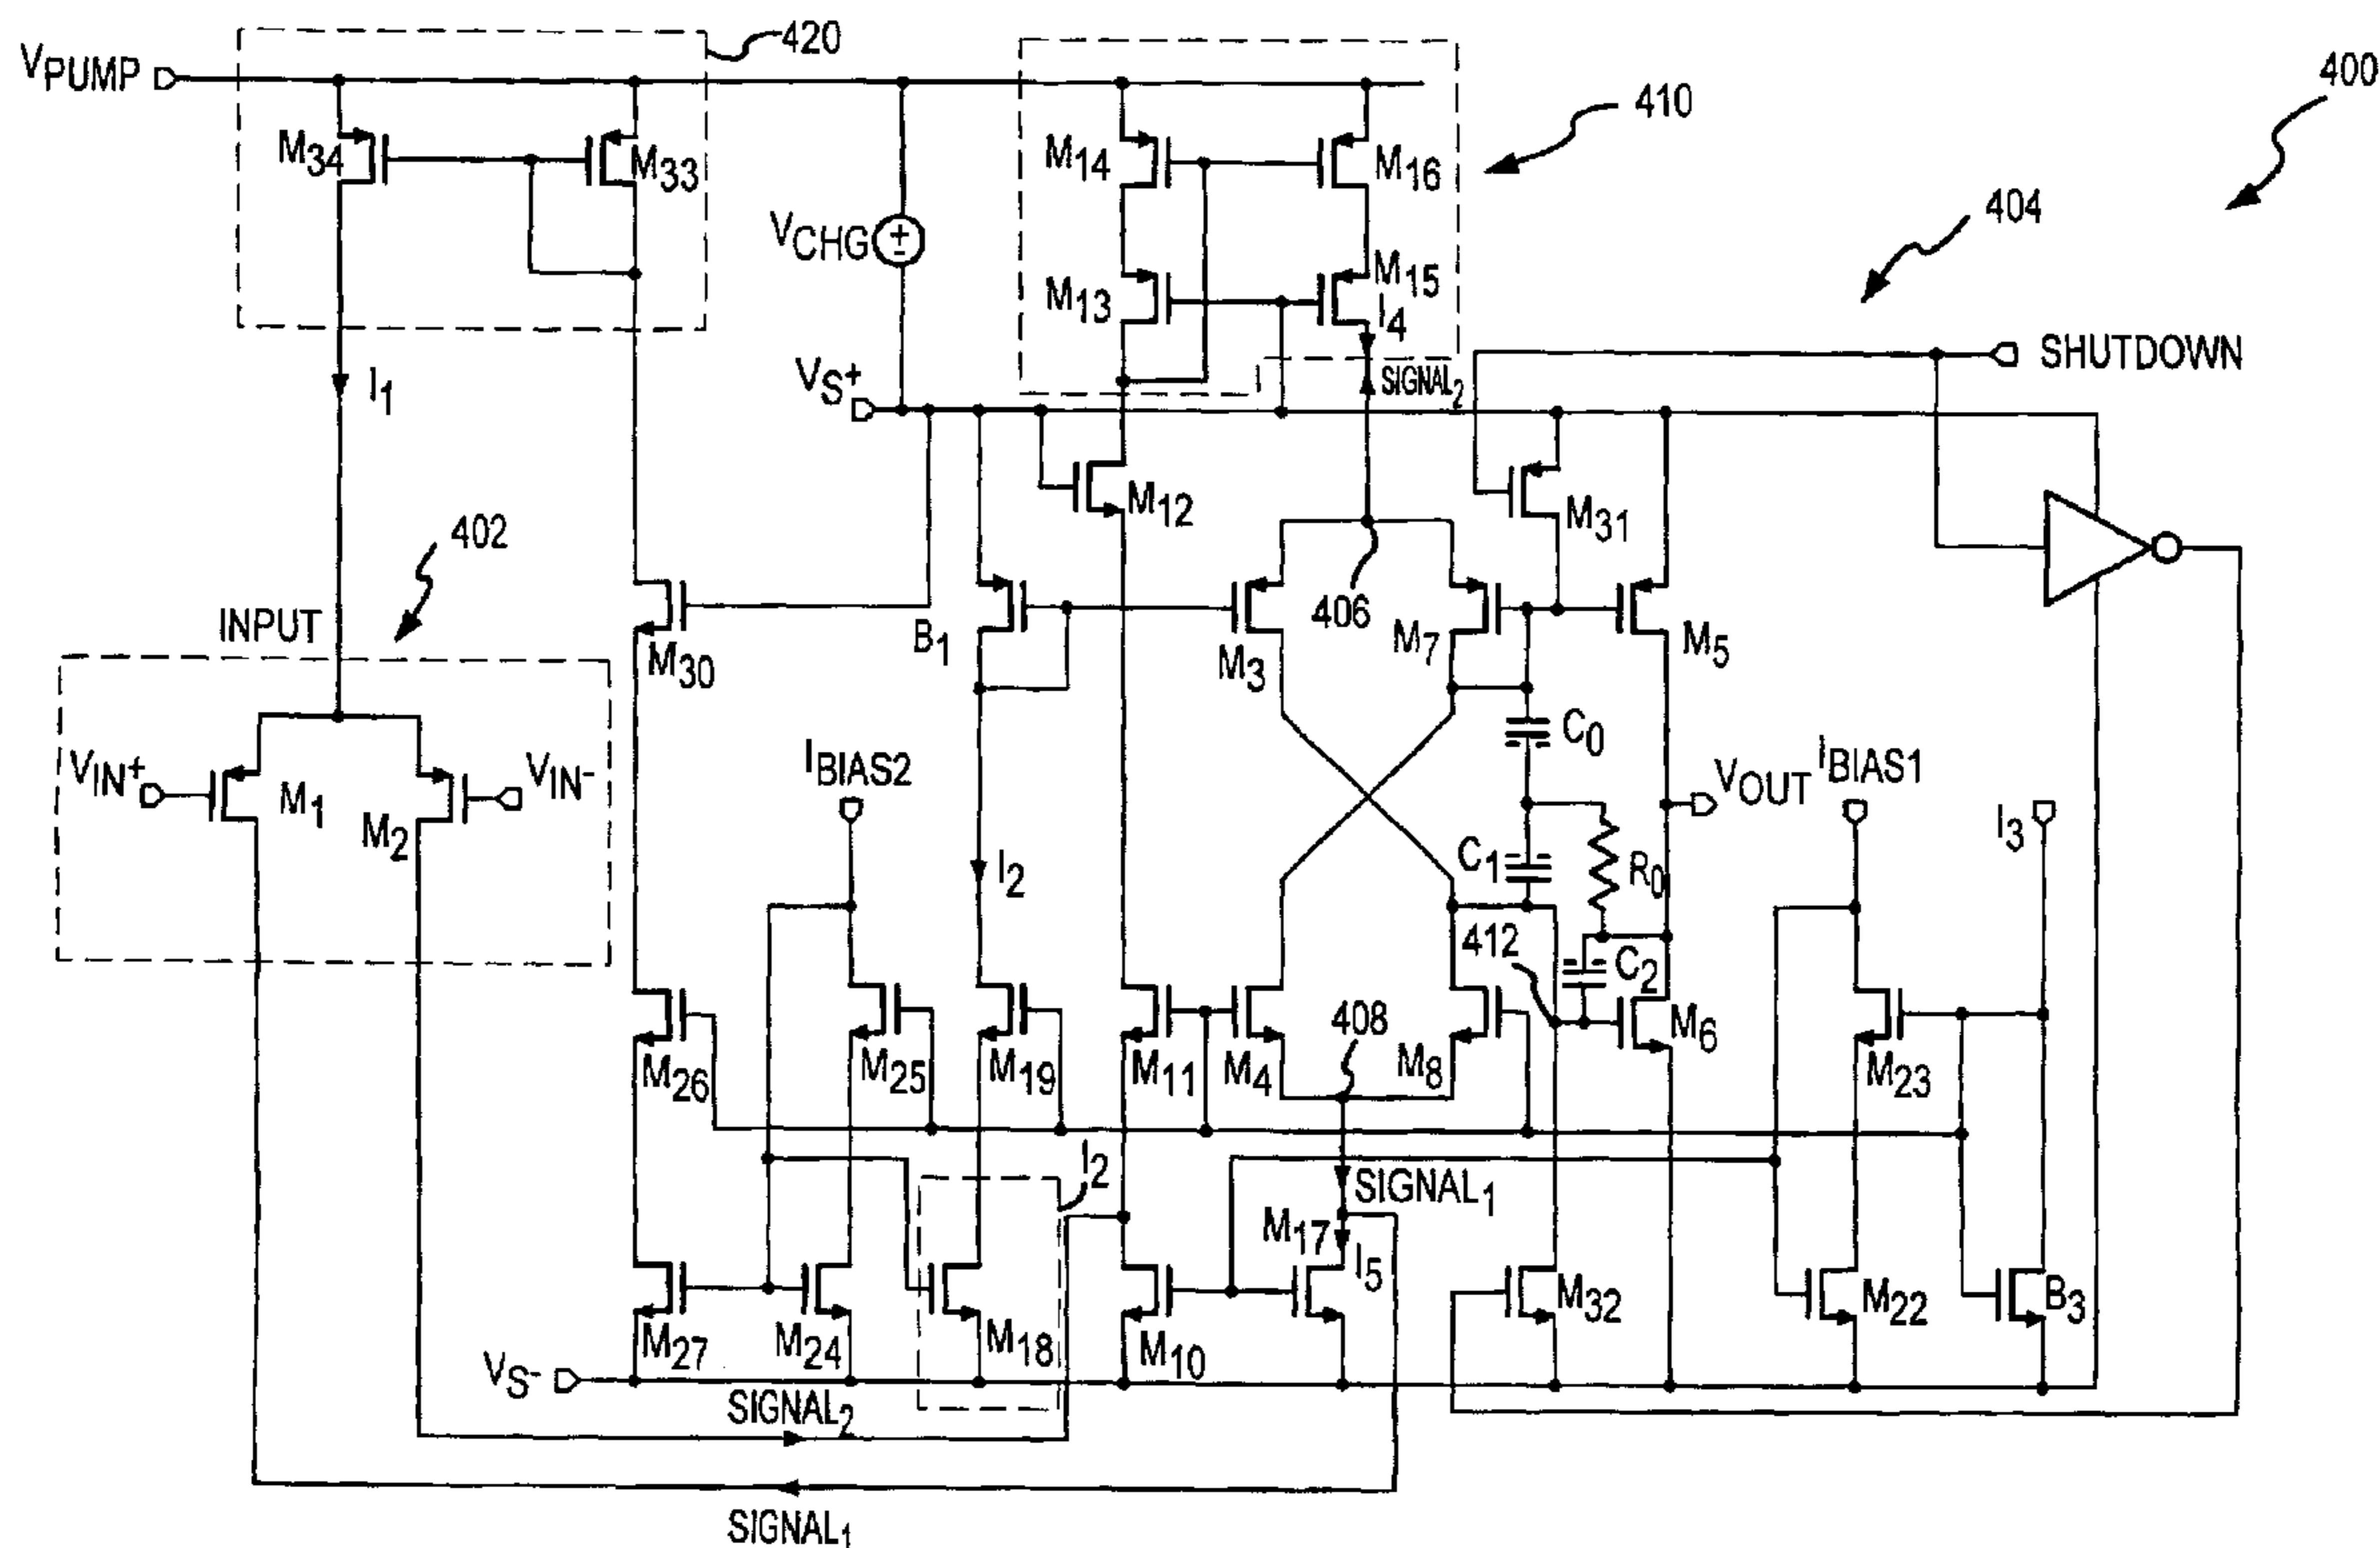 420
400
VPUMP
M34
M33
M14
M16
410
404
VCHG
+
-
M13
M15
I4
SHUTDOWN
I1
VS+
SIGNAL2
M12
M31
402
406
INPUT
M30
B1
M3
M7
M5
C0
VIN+
M1
M2
VIN-
IBIAS2
VOUT
IBIAS1
I3
I2
C1
R0
412
C2
M26
M25
M19
M11
M4
408
M8
M6
M23
I2
SIGNAL1
M17
I5
M27
M24
M18
M10
M32
M22
B3
VS-
SIGNAL2
SIGNAL1